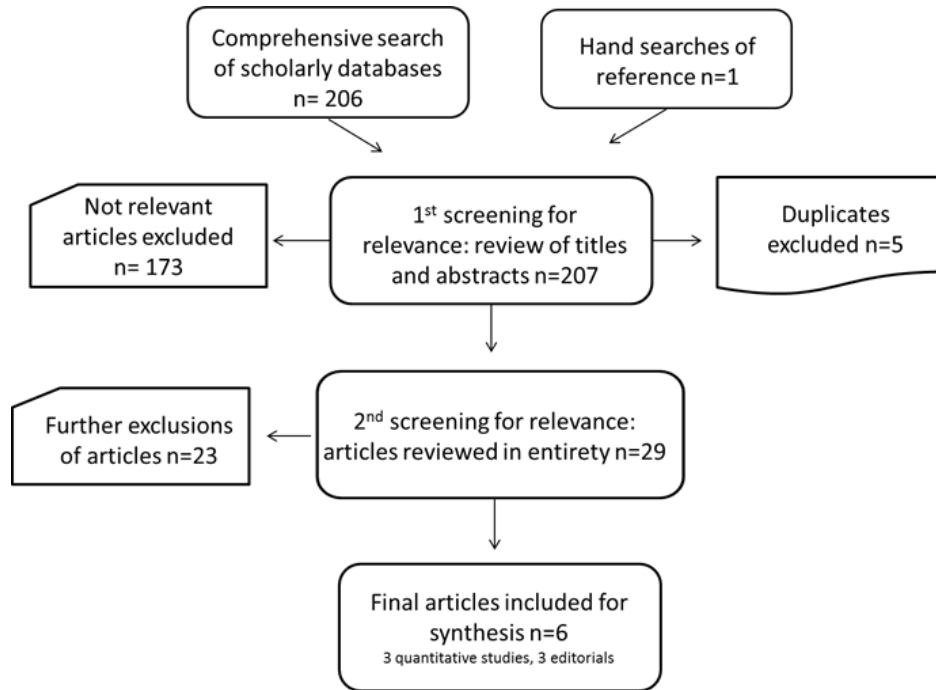 Comprehensive search
of scholarly databases
n= 206
Hand searches of
reference n=1
Not relevant
articles excluded
n= 173
1st screening for
relevance: review of titles
and abstracts n=207
Duplicates
excluded n=5
Further exclusions
of articles n=23
2nd screening for relevance:
articles reviewed in entirety n=29
Final articles included for
synthesis n=6
3 quantitative studies, 3 editorials